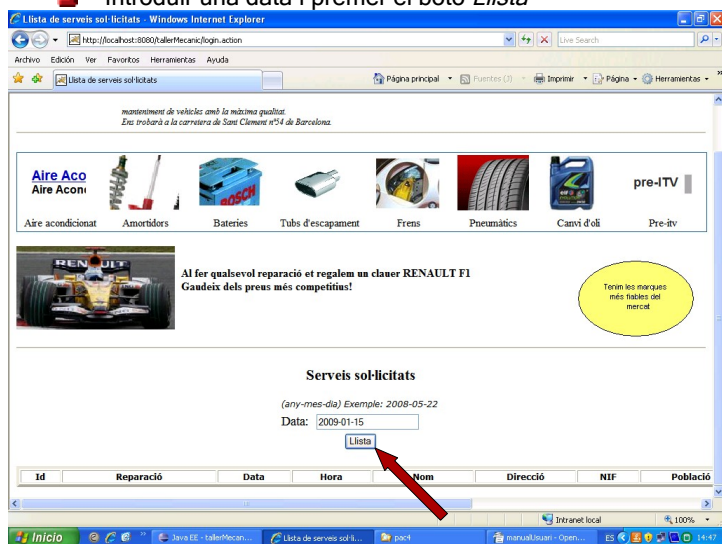 Introduir una data i prémer el botó Llista
Llista de serveis sol·licitats - Windows Internet Explorer
http://localhost:8080/tallerMecanic/login.action
Live Search
Archivo Edición Ver Favoritos Herramientas Ayuda
Llista de serveis sol·licitats
Página principal Fuentes (J) Imprimir Página Herramientas
manteniment de vehicles amb la màxima qualitat.
Ens trobarà a la carretera de Sant Clement nº54 de Barcelona.
Aire Aco
Aire Acon
BOSCH
elf
pre-ITV
Aire acondicionat Amortidors Bateries Tubs d'escapament Frens Pneumàtics Canvi d'oli Pre-itv
RENAULT
Al fer qualsevol reparació et regalem un clauer RENAULT F1
Gaudeix dels preus més competitius!
Tenim les marques
més fiables del
mercat
Serveis sol·licitats
(any-mes-dia) Exemple: 2008-05-22
Data: 2009-01-15
Llista
Id Reparació Data Hora Nom Direcció NIF Població
Intranet local 100%
Inicio Java EE - tallerMecan... Llista de serveis sol·li... pac4 manualUsuari - Open... ES 14:47